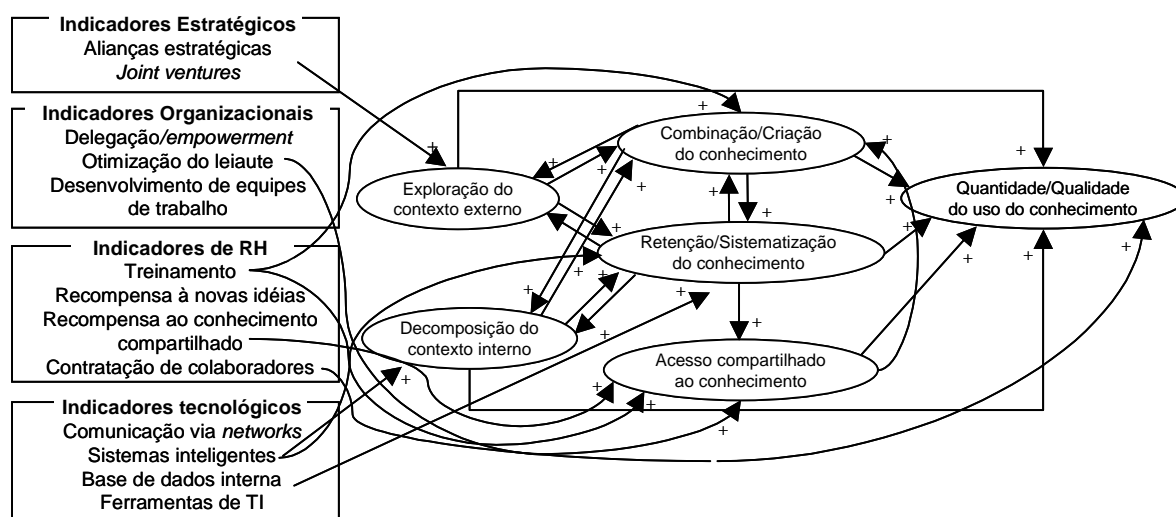 Indicadores Estratégicos
Alianças estratégicas
Joint ventures
Indicadores Organizacionais
Delegação/empowerment
Otimização do leiaute
Desenvolvimento de equipes
de trabalho
Indicadores de RH
Treinamento
Recompensa à novas idéias
Recompensa ao conhecimento
compartilhado
Contratação de colaboradores
Indicadores tecnológicos
Comunicação via networks
Sistemas inteligentes
Base de dados interna
Ferramentas de TI
Exploração do
contexto externo
Decomposição do
contexto interno
Combinação/Criação
do conhecimento
Retenção/Sistematização
do conhecimento
Acesso compartilhado
ao conhecimento
Quantidade/Qualidade
do uso do conhecimento